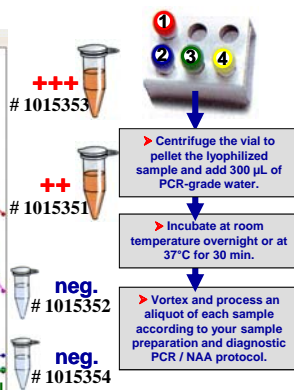 1
2 3 4
+++
# 1015353
++
# 1015351
neg.
# 1015352
neg.
# 1015354
➤ Centrifuge the vial to
pellet the lyophilized
sample and add 300 µL of
PCR-grade water.
➤ Incubate at room
temperature overnight or at
37°C for 30 min.
➤ Vortex and process an
aliquot of each sample
according to your sample
preparation and diagnostic
PCR / NAA protocol.